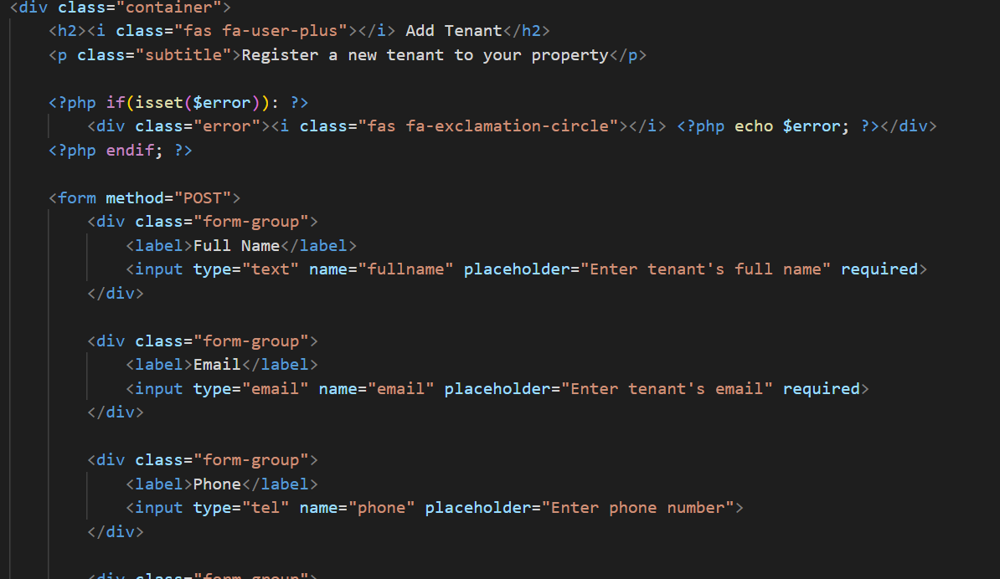 <div class="container">
<h2><i class="fas fa-user-plus"></i> Add Tenant</h2>
<p class="subtitle">Register a new tenant to your property</p>
<?php if(isset($error)): ?>
<div class="error"><i class="fas fa-exclamation-circle"></i> <?php echo $error; ?></div>
<?php endif; ?>
<form method="POST">
<div class="form-group">
<label>Full Name</label>
<input type="text" name="fullname" placeholder="Enter tenant's full name" required>
</div>
<div class="form-group">
<label>Email</label>
<input type="email" name="email" placeholder="Enter tenant's email" required>
</div>
<div class="form-group">
<label>Phone</label>
<input type="tel" name="phone" placeholder="Enter phone number">
</div>
<div class="form-group">